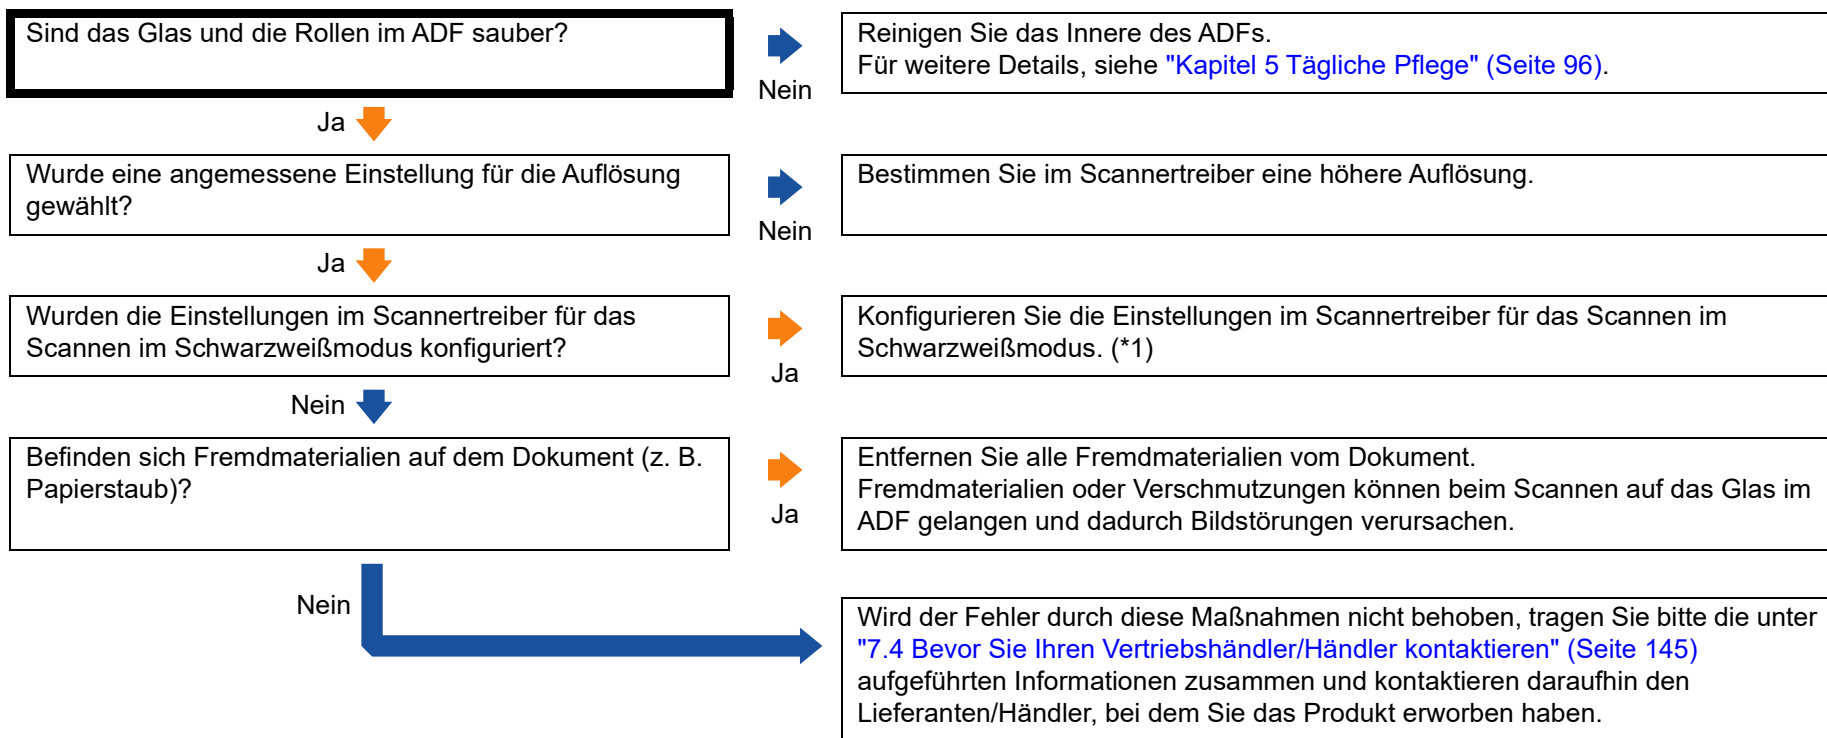 Sind das Glas und die Rollen im ADF sauber?
Nein
Reinigen Sie das Innere des ADFs.
Für weitere Details, siehe "Kapitel 5 Tägliche Pflege" (Seite 96).
Ja
Wurde eine angemessene Einstellung für die Auflösung
gewählt?
Nein
Bestimmen Sie im Scannertreiber eine höhere Auflösung.
Ja
Wurden die Einstellungen im Scannertreiber für das
Scannen im Schwarzweißmodus konfiguriert?
Ja
Konfigurieren Sie die Einstellungen im Scannertreiber für das Scannen im
Schwarzweißmodus. (*1)
Nein
Befinden sich Fremdmaterialien auf dem Dokument (z. B.
Papierstaub)?
Ja
Entfernen Sie alle Fremdmaterialien vom Dokument.
Fremdmaterialien oder Verschmutzungen können beim Scannen auf das Glas im
ADF gelangen und dadurch Bildstörungen verursachen.
Nein
Wird der Fehler durch diese Maßnahmen nicht behoben, tragen Sie bitte die unter
"7.4 Bevor Sie Ihren Vertriebshändler/Händler kontaktieren" (Seite 145)
aufgeführten Informationen zusammen und kontaktieren daraufhin den
Lieferanten/Händler, bei dem Sie das Produkt erworben haben.